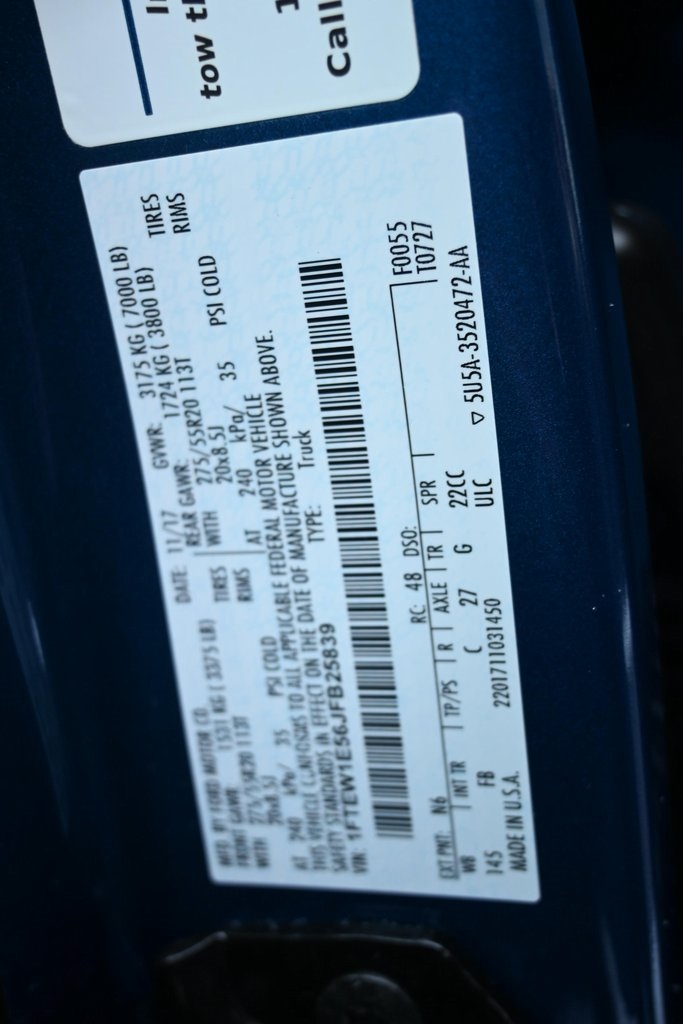 tow
Call
MFD. BY FORD MOTOR CO.
DATE: 11/17
GVWR: 3175 KG ( 7000 LB)
FRONT GAWR: 1531 KG ( 3375 LB)
REAR GAWR: 1724 KG ( 3800 LB)
WITH 275/55R20 113T TIRES
WITH 275/55R20 113T TIRES
20x8.5J RIMS
20x8.5J RIMS
AT 240 kPa/ 35 PSI COLD
AT 240 kPa/ 35 PSI COLD
THIS VEHICLE CONFORMS TO ALL APPLICABLE FEDERAL MOTOR VEHICLE
SAFETY STANDARDS IN EFFECT ON THE DATE OF MANUFACTURE SHOWN ABOVE.
VIN: 1FTEW1E56JFB25839
TYPE: Truck
F0055
T0727
EXT PNT: N6 RC: 48 DSO:
WB INT TR TP/PS R AXLE TR SPR
145 FB C 27 G 22CC
ULC
MADE IN U.S.A. 2201711031450
▽ 5U5A-3520472-AA